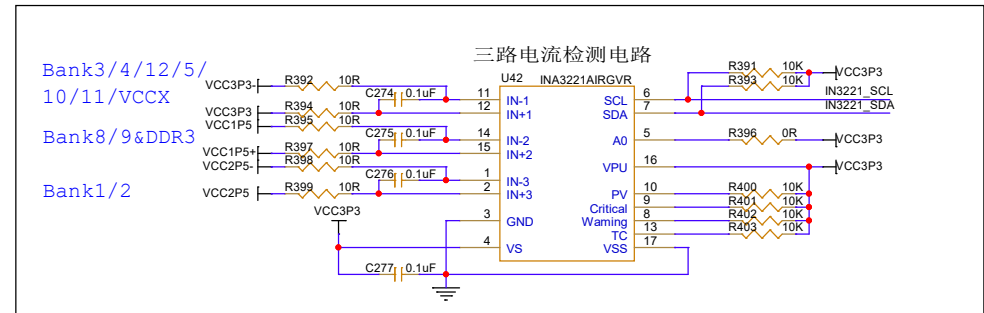 三路电流检测电路
Bank3/4/12/5/
10/11/VCCX
Bank8/9&DDR3
Bank1/2
VCC3P3-
R392 10R
C274 0.1uF
VCC3P3
R394 10R
VCC1P5
R395 10R
C275 0.1uF
VCC1P5+
R397 10R
VCC2P5-
R398 10R
C276 0.1uF
VCC2P5
R399 10R
VCC3P3
C277 0.1uF
U42 INA3221AIRGVR
11 IN-1
12 IN+1
14 IN-2
15 IN+2
1 IN-3
2 IN+3
3 GND
4 VS
SCL 6
SDA 7
A0 5
VPU 16
PV 10
Critical 9
Waming 8
TC 13
VSS 17
R391 10K VCC3P3
R393 10K
IN3221_SCL
IN3221_SDA
R396 0R VCC3P3
VCC3P3
R400 10K
R401 10K
R402 10K
R403 10K